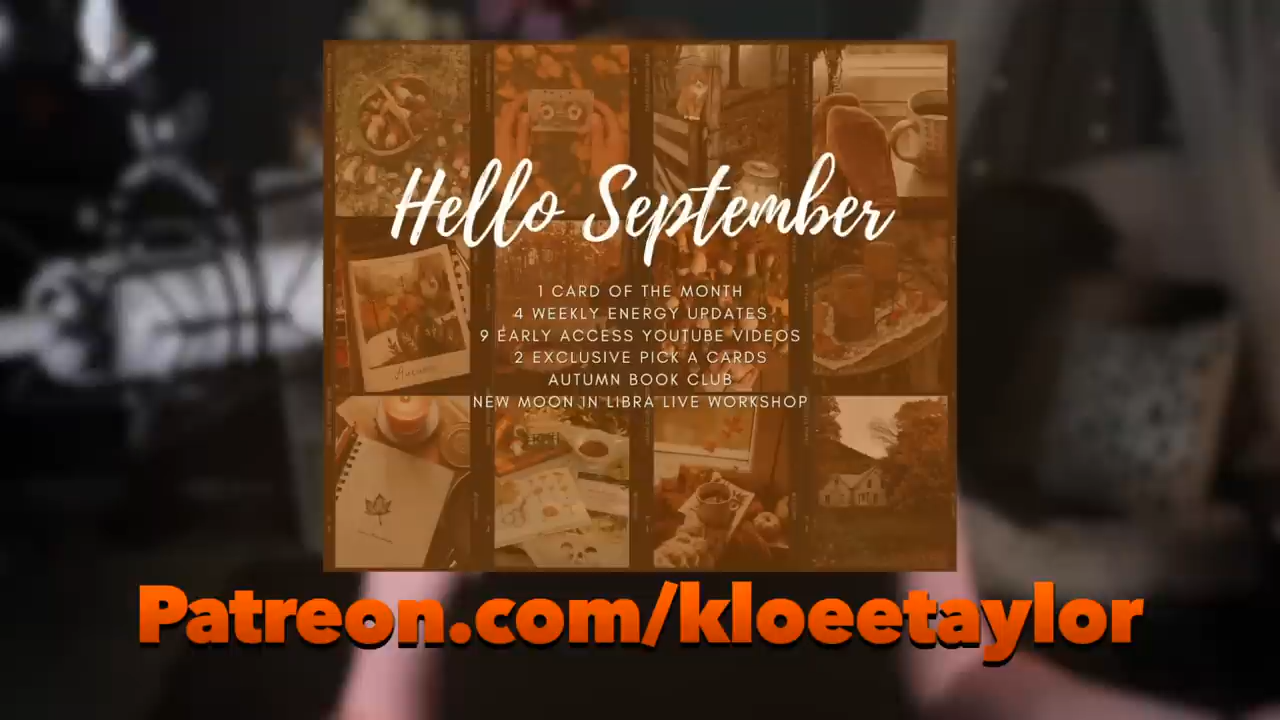 Hello September
1 CARD OF THE MONTH
4 WEEKLY ENERGY UPDATES
9 EARLY ACCESS YOUTUBE VIDEOS
2 EXCLUSIVE PICK A CARDS
AUTUMN BOOK CLUB
NEW MOON IN LIBRA LIVE WORKSHOP
Patreon.com/kloeetaylor